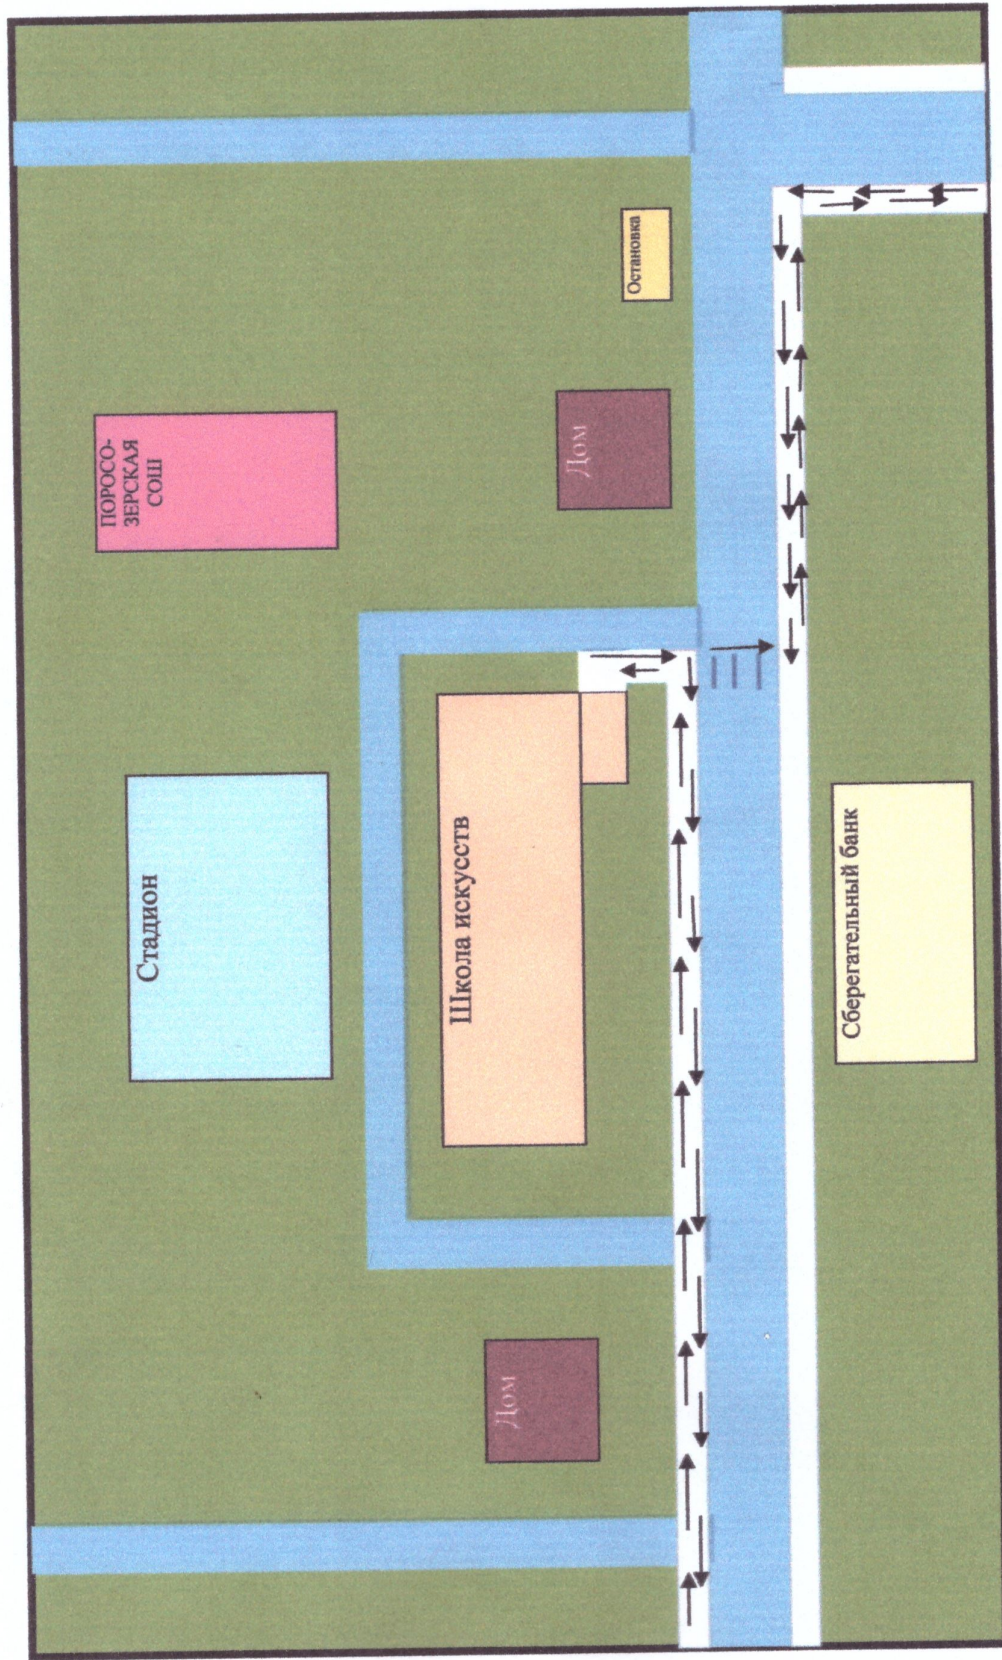 Стадион
ПОРОСО-
ЗЕРСКАЯ
СОШ
Школа искусств
Дом
Дом
Остановка
Сберегательный банк